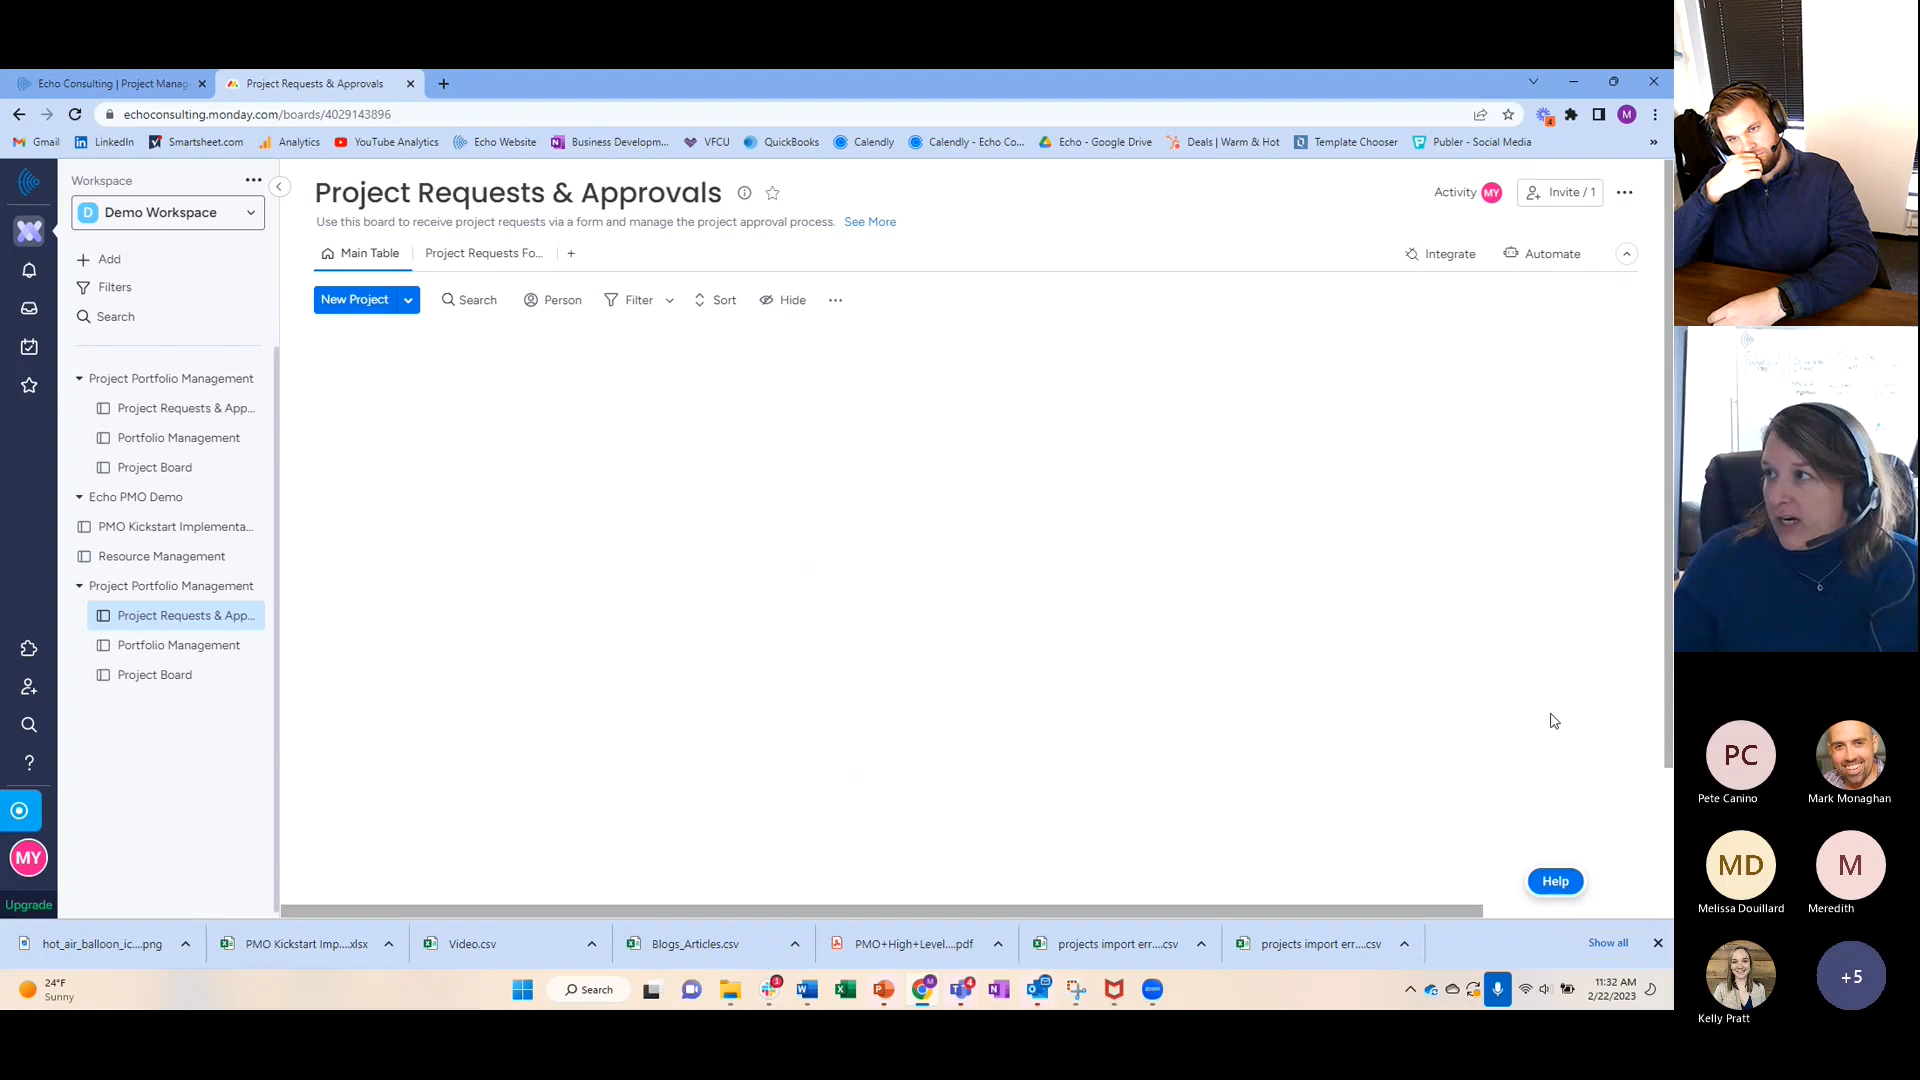 Echo Consulting | Project Manag
Project Requests & Approvals
echoconsulting.monday.com/boards/4029143896
M
Gmail
LinkedIn
Smartsheet.com
Analytics
YouTube Analytics
Echo Website
Business Developm...
VFCU
QuickBooks
Calendly
Calendly - Echo Co...
Echo - Google Drive
Deals | Warm & Hot
Template Chooser
Publer - Social Media
»
Workspace
D Demo Workspace
Add
Filters
Search
Project Portfolio Management
Project Requests & App...
Portfolio Management
Project Board
Echo PMO Demo
PMO Kickstart Implementa...
Resource Management
Project Portfolio Management
Project Requests & App...
Portfolio Management
Project Board
MY
Upgrade
Project Requests & Approvals
Activity MY
Invite / 1
Use this board to receive project requests via a form and manage the project approval process. See More
Main Table
Project Requests Fo...
+
Integrate
Automate
New Project
Search
Person
Filter
Sort
Hide
Help
hot_air_balloon_ic....png
PMO Kickstart Imp....xlsx
Video.csv
Blogs_Articles.csv
PMO+High+Level....pdf
projects import err....csv
projects import err....csv
Show all
24°F
Sunny
Search
11:32 AM
2/22/2023
PC
Pete Canino
Mark Monaghan
MD
Melissa Douillard
M
Meredith
Kelly Pratt
+5